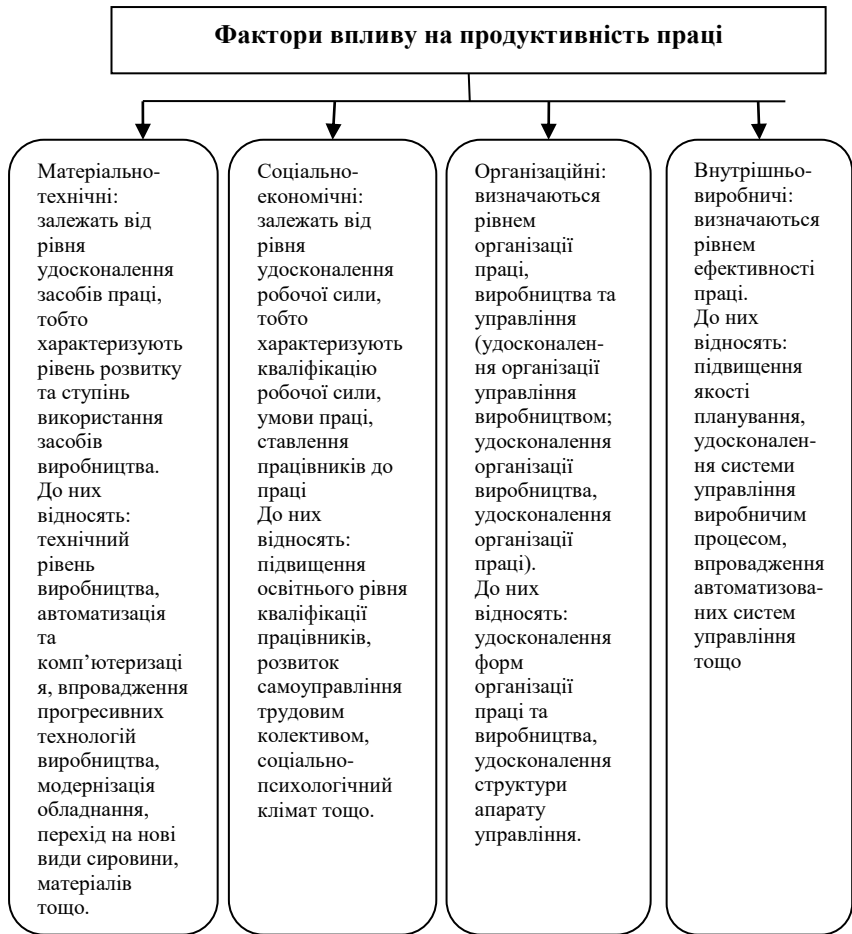 Фактори впливу на продуктивність праці
Матеріально-
технічні:
залежать від
рівня
удосконалення
засобів праці,
тобто
характеризують
рівень розвитку
та ступінь
використання
засобів
виробництва.
До них
відносять:
технічний
рівень
виробництва,
автоматизація
та
комп’ютеризаці
я, впровадження
прогресивних
технологій
виробництва,
модернізація
обладнання,
перехід на нові
види сировини,
матеріалів
тощо.
Соціально-
економічні:
залежать від
рівня
удосконалення
робочої сили,
тобто
характеризують
кваліфікацію
робочої сили,
умови праці,
ставлення
працівників до
праці
До них
відносять:
підвищення
освітнього рівня
кваліфікації
працівників,
розвиток
самоуправління
трудовим
колективом,
соціально-
психологічний
клімат тощо.
Організаційні:
визначаються
рівнем
організації
праці,
виробництва та
управління
(удосконален-
ня організації
управління
виробництвом;
удосконалення
організації
виробництва,
удосконалення
організації
праці).
До них
відносять:
удосконалення
форм
організації
праці та
виробництва,
удосконалення
структури
апарату
управління.
Внутрішньо-
виробничі:
визначаються
рівнем
ефективності
праці.
До них
відносять:
підвищення
якості
планування,
удосконален-
ня системи
управління
виробничим
процесом,
впровадження
автоматизова-
них систем
управління
тощо